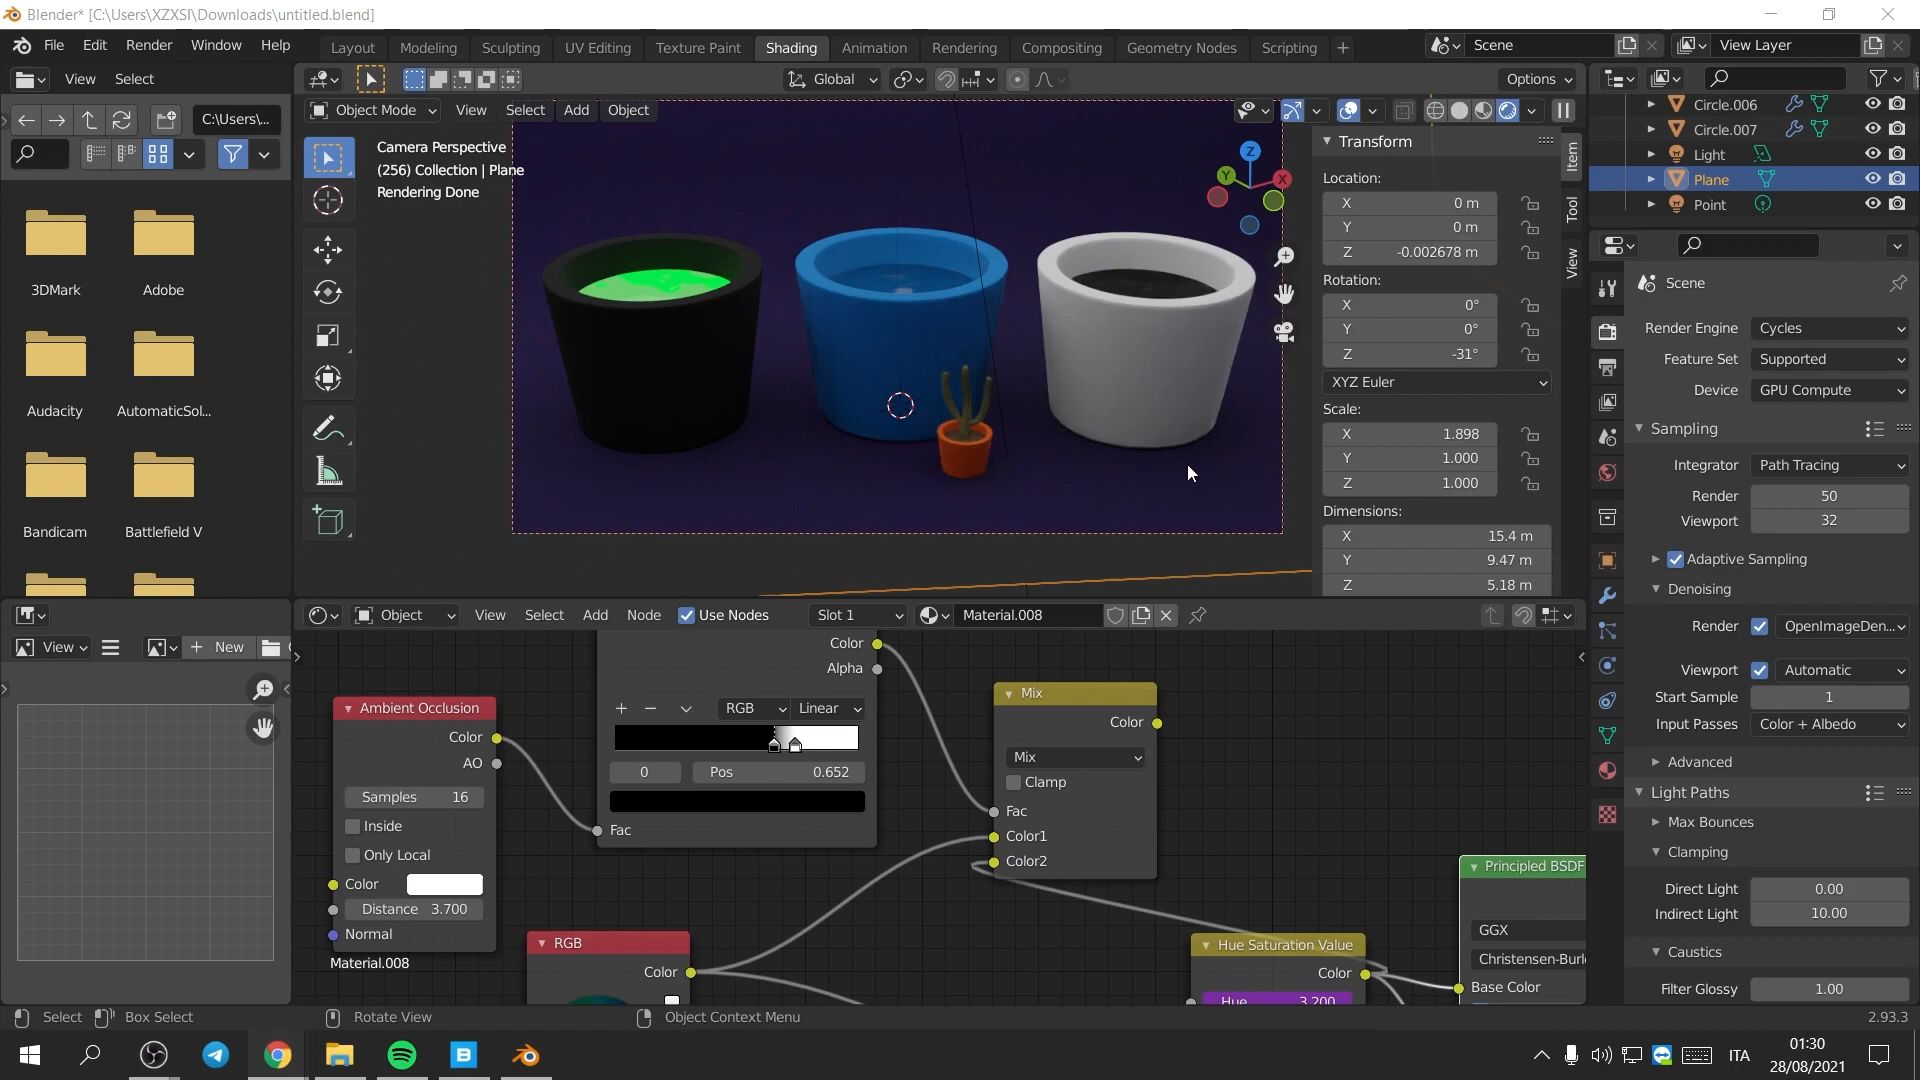 Blender* [C:\Users\XZXSI\Downloads\untitled.blend]
File Edit Render Window Help
Layout Modeling Sculpting UV Editing Texture Paint Shading Animation Rendering Compositing Geometry Nodes Scripting +
Scene
View Layer
View Select
Global
Options
C:\Users\...
Object Mode View Select Add Object
Camera Perspective
(256) Collection | Plane
Rendering Done
Z
Y
X
3DMark
Adobe
Audacity
AutomaticSol...
Bandicam
Battlefield V
Transform
Location:
X 0 m
Y 0 m
Z -0.002678 m
Rotation:
X 0°
Y 0°
Z -31°
XYZ Euler
Scale:
X 1.898
Y 1.000
Z 1.000
Dimensions:
X 15.4 m
Y 9.47 m
Z 5.18 m
Item
Tool
View
Circle.006
Circle.007
Light
Plane
Point
Scene
Render Engine Cycles
Feature Set Supported
Device GPU Compute
Sampling
Integrator Path Tracing
Render 50
Viewport 32
Adaptive Sampling
Denoising
Render OpenImageDen...
Viewport Automatic
Start Sample 1
Input Passes Color + Albedo
Advanced
Light Paths
Max Bounces
Clamping
Direct Light 0.00
Indirect Light 10.00
Caustics
Filter Glossy 1.00
View
+ New
Object View Select Add Node Use Nodes Slot 1 Material.008
Ambient Occlusion
Color
AO
Samples 16
Inside
Only Local
Color
Distance 3.700
Normal
Material.008
Color
Alpha
RGB Linear
0 Pos 0.652
Fac
RGB
Color
Mix
Color
Mix
Clamp
Fac
Color1
Color2
Hue Saturation Value
Color
Hue 3.200
Principled BSDF
GGX
Christensen-Burle
Base Color
Select Box Select Rotate View Object Context Menu 2.93.3
ITA
01:30
28/08/2021